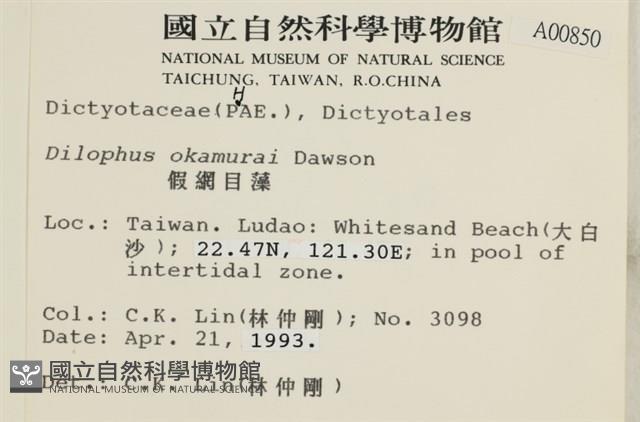 國立自然科學博物館
A00850
NATIONAL MUSEUM OF NATURAL SCIENCE
TAICHUNG, TAIWAN, R.O.CHINA
H
Dictyotaceae(PAE.), Dictyotales
Dilophus okamurai Dawson
假網目藻
Loc.: Taiwan. Ludao: Whitesand Beach(大白
沙); 22.47N, 121.30E; in pool of
intertidal zone.
Col.: C.K. Lin(林仲剛); No. 3098
Date: Apr. 21, 1993.
Det.: C.K. Lin(林仲剛)
國立自然科學博物館
NATIONAL MUSEUM OF NATURAL SCIENCE